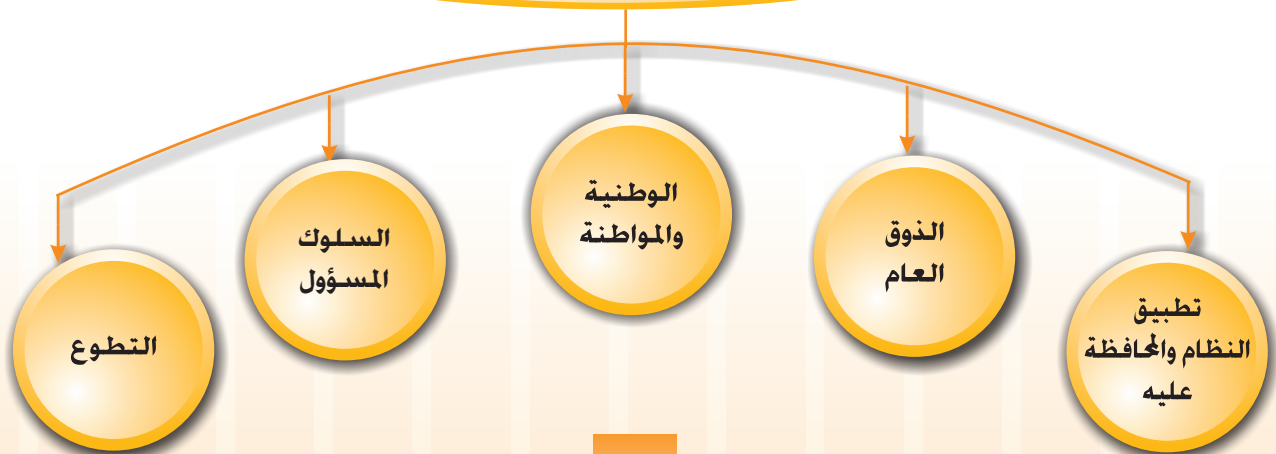 تطبيق
النظام والمحافظة
عليه
الذوق
العام
الوطنية
والمواطنة
السلوك
المسؤول
التطوع